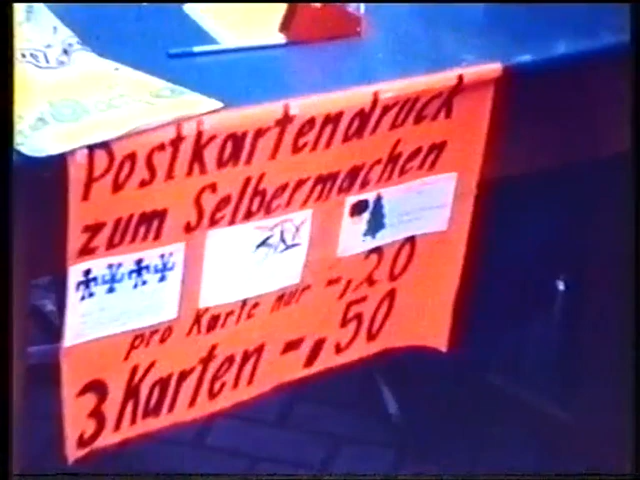 Postkartendruck
zum Selbermachen
pro Karte nur -,20
3 Karten -,50